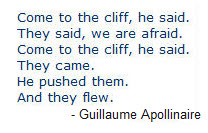 Come to the cliff, he said.
They said, we are afraid.
Come to the cliff, he said.
They came.
He pushed them.
And they flew.
- Guillaume Apollinaire